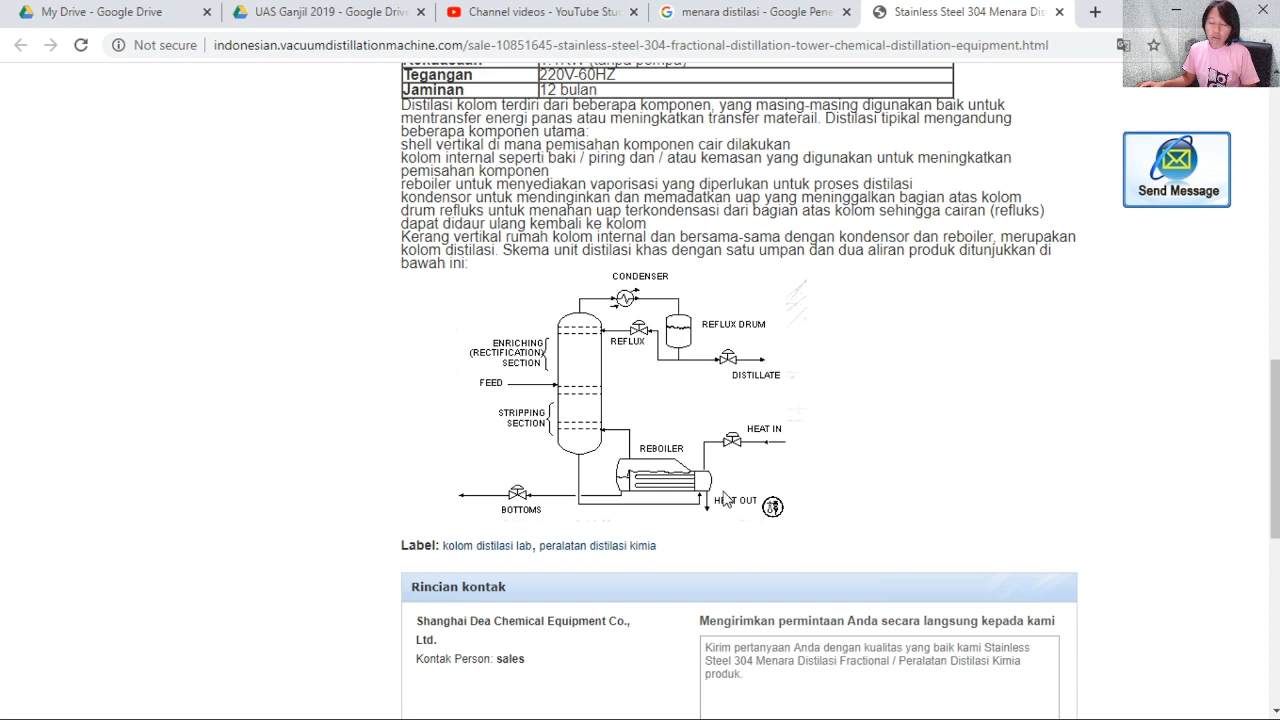 My Drive - Google Drive
UAS Ganjil 2019 - Google Drive
Channel videos - YouTube Stu
menara distilasi - Google Pene
Stainless Steel 304 Menara Dis
Not secure
indonesian.vacuumdistillationmachine.com/sale-10851645-stainless-steel-304-fractional-distillation-tower-chemical-distillation-equipment.html
Tegangan 220V-60HZ
Jaminan 12 bulan
Distilasi kolom terdiri dari beberapa komponen, yang masing-masing digunakan baik untuk
mentransfer energi panas atau meningkatkan transfer materail. Distilasi tipikal mengandung
beberapa komponen utama:
shell vertikal di mana pemisahan komponen cair dilakukan
kolom internal seperti baki / piring dan / atau kemasan yang digunakan untuk meningkatkan
pemisahan komponen
reboiler untuk menyediakan vaporisasi yang diperlukan untuk proses distilasi
kondensor untuk mendinginkan dan memadatkan uap yang meninggalkan bagian atas kolom
drum refluks untuk menahan uap terkondensasi dari bagian atas kolom sehingga cairan (refluks)
dapat didaur ulang kembali ke kolom
Kerang vertikal rumah kolom internal dan bersama-sama dengan kondensor dan reboiler, merupakan
kolom distilasi. Skema unit distilasi khas dengan satu umpan dan dua aliran produk ditunjukkan di
bawah ini:
CONDENSER
REFLUX DRUM
REFLUX
ENRICHING
(RECTIFICATION)
SECTION
DISTILLATE
FEED
STRIPPING
SECTION
HEAT IN
REBOILER
OUT
BOTTOMS
Label: kolom distilasi lab, peralatan distilasi kimia
Rincian kontak
Shanghai Dea Chemical Equipment Co.,
Ltd.
Kontak Person: sales
Mengirimkan permintaan Anda secara langsung kepada kami
Kirim pertanyaan Anda dengan kualitas yang baik kami Stainless
Steel 304 Menara Distilasi Fractional / Peralatan Distilasi Kimia
produk.
Send Message